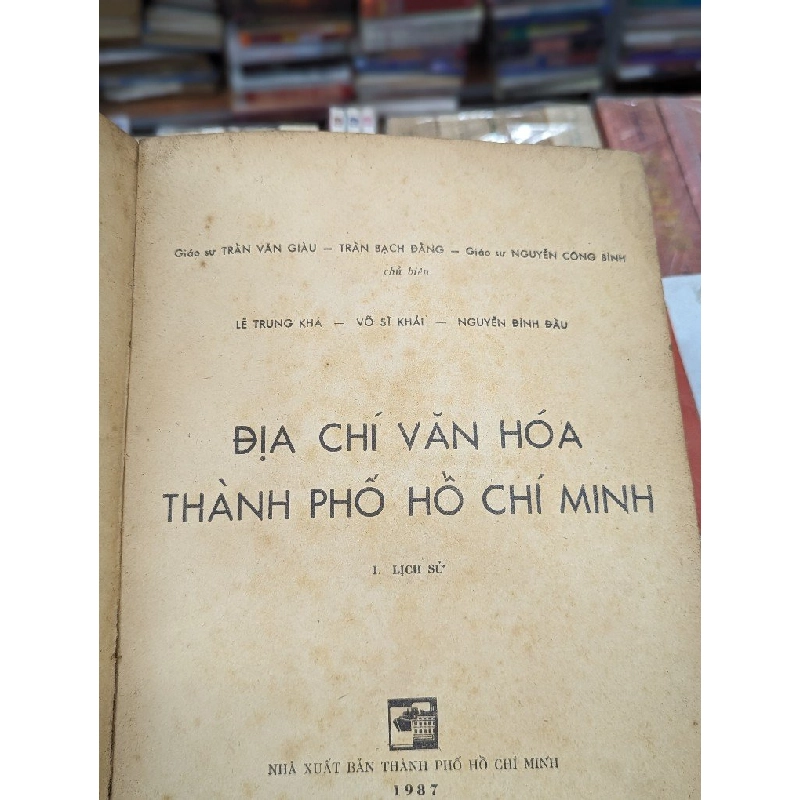 Giáo sư TRẦN VĂN GIÀU — TRẦN BẠCH ĐẰNG — Giáo sư NGUYỄN CÔNG BÌNH
chủ biên
LÊ TRUNG KHÁ — VÕ SĨ KHẢI — NGUYỄN ĐÌNH ĐẦU
ĐỊA CHÍ VĂN HÓA
THÀNH PHỐ HỒ CHÍ MINH
I. LỊCH SỬ
NHÀ XUẤT BẢN THÀNH PHỐ HỒ CHÍ MINH
1987